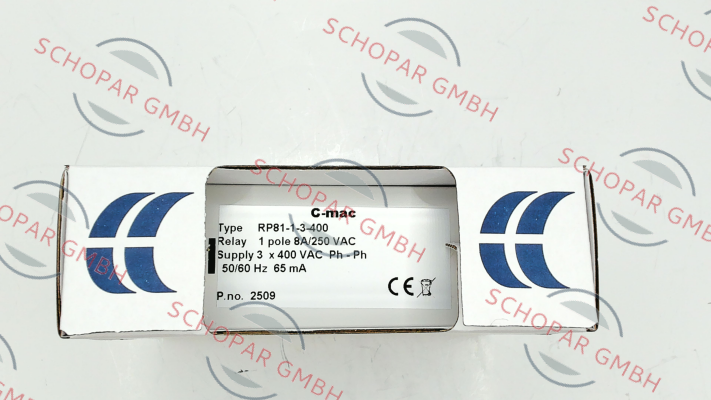 C-mac
Type RP81-1-3-400
Relay 1 pole 8A/250 VAC
Supply 3 x 400 VAC Ph - Ph
50/60 Hz 65 mA
CE
P.no. 2509
SCHOPAR GMBH
SCHOPAR GMBH
SCHOPAR GMBH
SCHOPAR GMBH
SCHOPAR GMBH
SCHOPAR GMBH
SCHOPAR GMBH
SCHOPAR GMBH